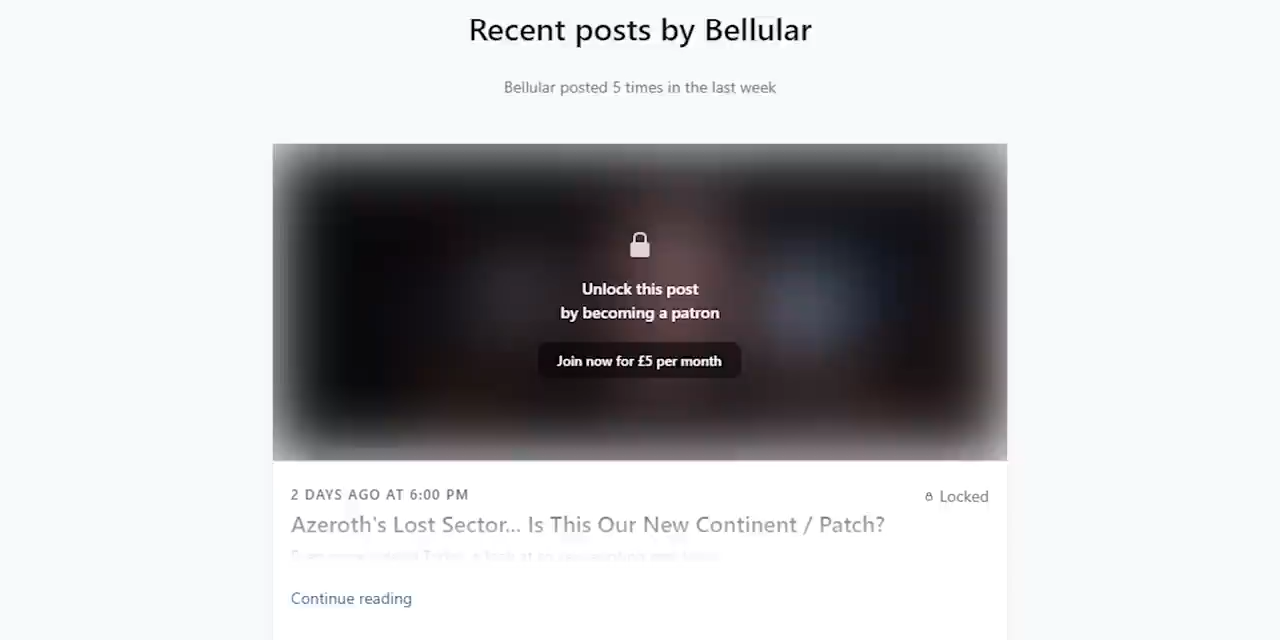 Recent posts by Bellular
Bellular posted 5 times in the last week
Unlock this post
by becoming a patron
Join now for £5 per month
2 DAYS AGO AT 6:00 PM
Locked
Azeroth's Lost Sector... Is This Our New Continent / Patch?
Continue reading